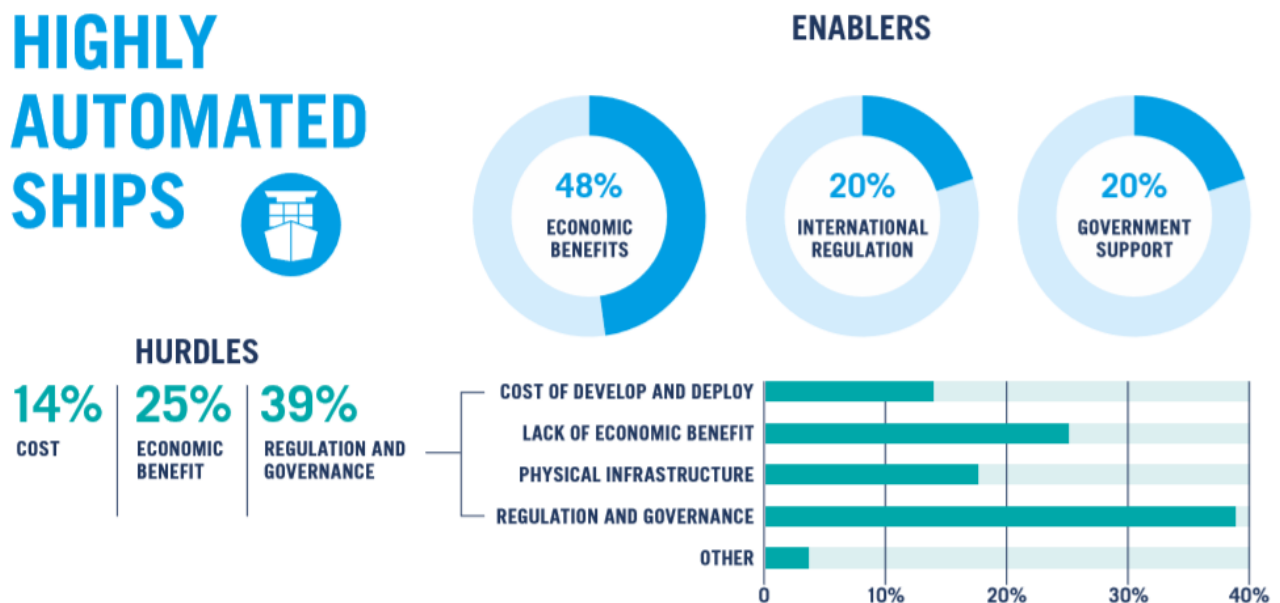 HIGHLY
AUTOMATED
SHIPS
ENABLERS
48%
ECONOMIC
BENEFITS
20%
INTERNATIONAL
REGULATION
20%
GOVERNMENT
SUPPORT
HURDLES
14%
COST
25%
ECONOMIC
BENEFIT
39%
REGULATION AND
GOVERNANCE
COST OF DEVELOP AND DEPLOY
LACK OF ECONOMIC BENEFIT
PHYSICAL INFRASTRUCTURE
REGULATION AND GOVERNANCE
OTHER
0 10% 20% 30% 40%